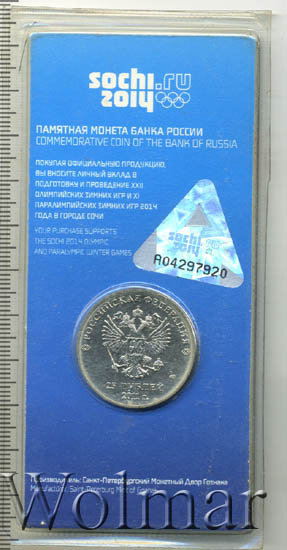 sochi.ru
2014
ПАМЯТНАЯ МОНЕТА БАНКА РОССИИ
COMMEMORATIVE COIN OF THE BANK OF RUSSIA
ПОКУПАЯ ОФИЦИАЛЬНУЮ ПРОДУКЦИЮ,
ВЫ ВНОСИТЕ ЛИЧНЫЙ ВКЛАД В
ПОДГОТОВКУ И ПРОВЕДЕНИЕ XXII
ОЛИМПИЙСКИХ ЗИМНИХ ИГР И XI
ПАРАЛИМПИЙСКИХ ЗИМНИХ ИГР 2014
ГОДА В ГОРОДЕ СОЧИ
YOUR PURCHASE SUPPORTS
THE SOCHI 2014 OLYMPIC
AND PARALYMPIC WINTER GAMES
sochi.ru
2014
A04297920
РОССИЙСКАЯ ФЕДЕРАЦИЯ
25 РУБЛЕЙ
Производитель: Санкт-Петербургский Монетный Двор Гознака
Manufacturer: Saint-Petersburg Mint of Goznak
Wolmar